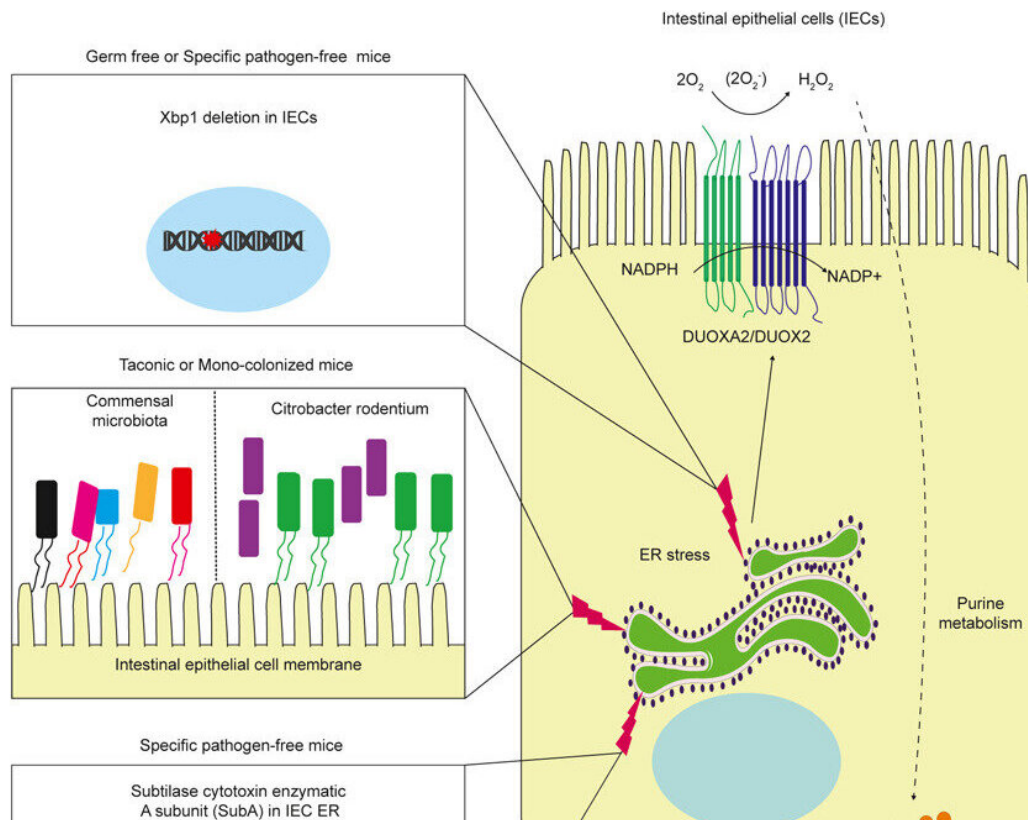 Intestinal epithelial cells (IECs)
Germ free or Specific pathogen-free mice
Xbp1 deletion in IECs
2O₂ (2O₂⁻) H₂O₂
NADPH NADP+
DUOXA2/DUOX2
Taconic or Mono-colonized mice
Commensal
microbiota
Citrobacter rodentium
Intestinal epithelial cell membrane
ER stress
Purine
metabolism
Specific pathogen-free mice
Subtilase cytotoxin enzymatic
A subunit (SubA) in IEC ER